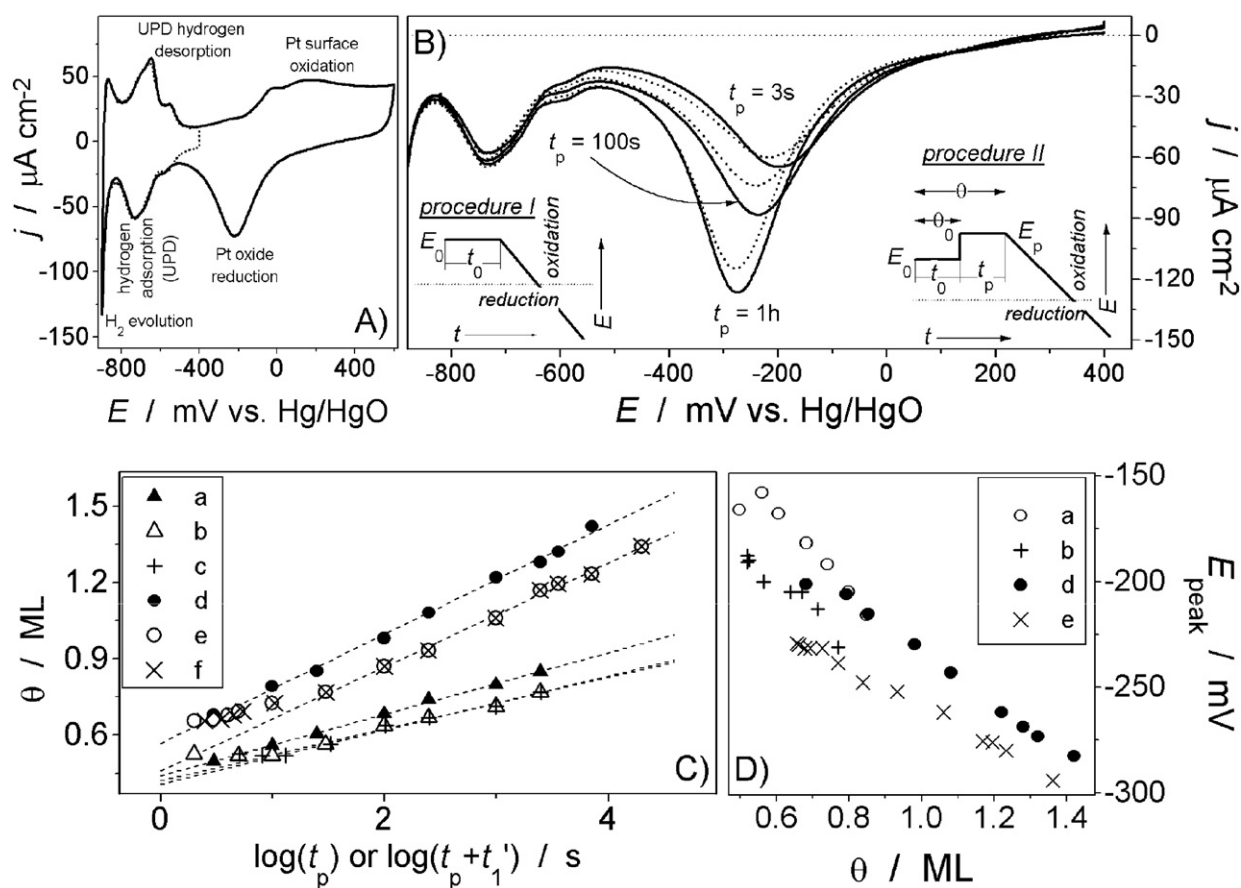 UPD hydrogen
desorption
Pt surface
oxidation
50
0
-50
-100
-150
j / μA cm-2
hydrogen
adsorption
(UPD)
Pt oxide
reduction
H2 evolution
A)
-800
-400
0
400
E / mV vs. Hg/HgO
B)
tp = 3s
tp = 100s
tp = 1h
procedure I
E0
t0
oxidation
reduction
E
t
procedure II
θ
θ0
E0
Ep
t0
tp
oxidation
reduction
E
t
0
-30
-60
-90
-120
-150
j / μA cm-2
-800
-600
-400
-200
0
200
400
E / mV vs. Hg/HgO
a
b
c
d
e
f
1.5
1.2
0.9
0.6
θ / ML
C)
0
2
4
log(tp) or log(tp+t1') / s
a
b
d
e
D)
-150
-200
-250
-300
Epeak / mV
0.6
0.8
1.0
1.2
1.4
θ / ML